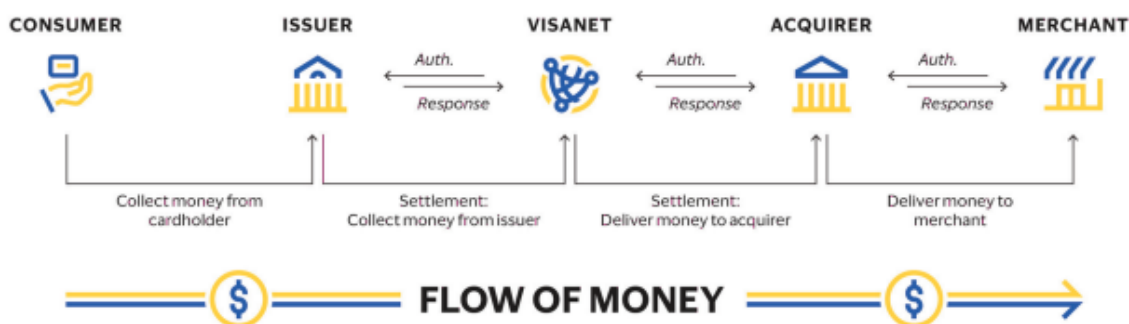 CONSUMER
ISSUER
VISANET
ACQUIRER
MERCHANT
Auth.
Response
Auth.
Response
Auth.
Response
Collect money from
cardholder
Settlement:
Collect money from issuer
Settlement:
Deliver money to acquirer
Deliver money to
merchant
$
FLOW OF MONEY
$